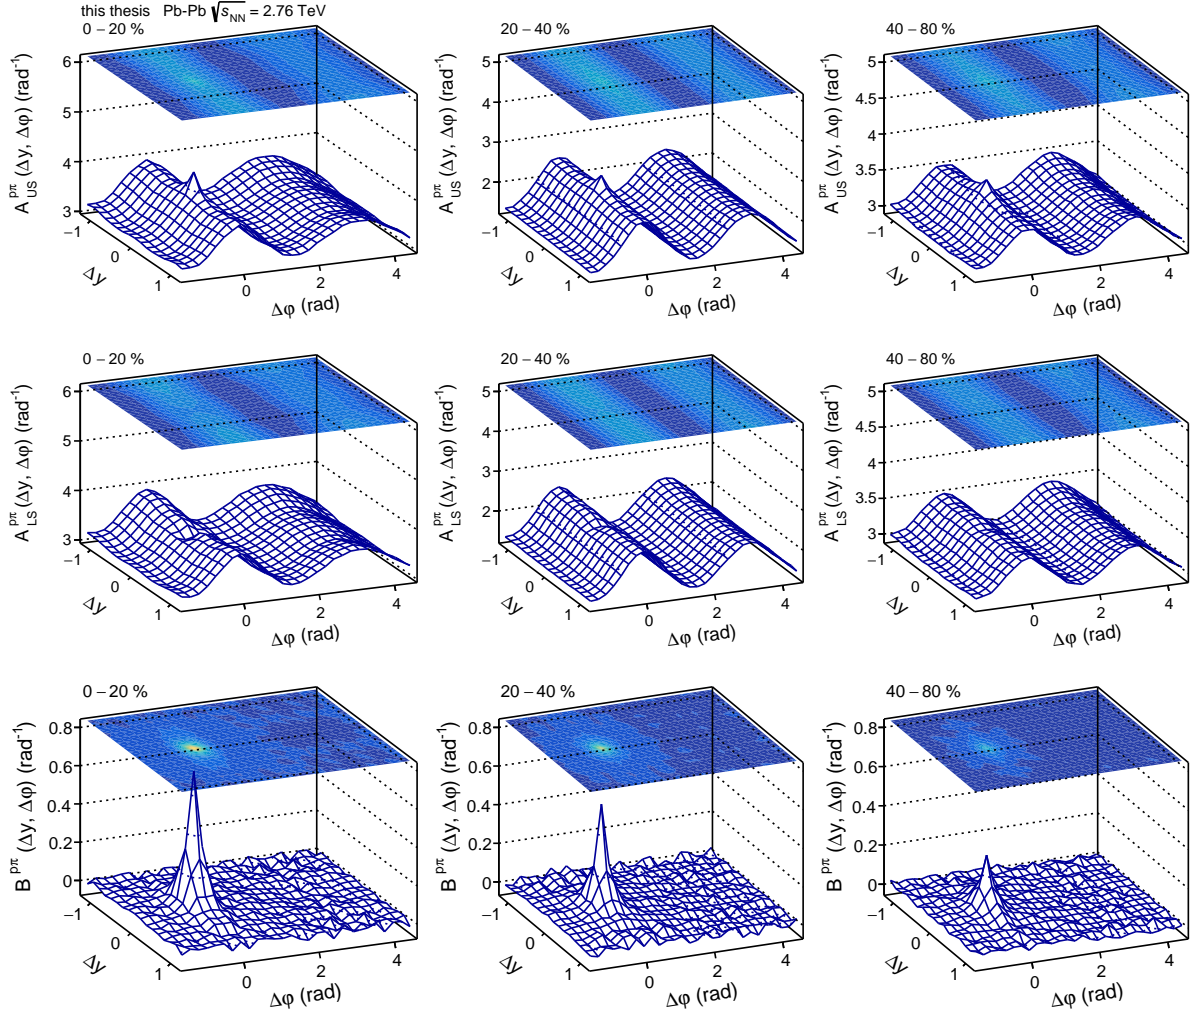 this thesis Pb-Pb √s_NN = 2.76 TeV
0 – 20 %
6
5
4
3
−1
0
1
0
2
4
A^pπ_US (Δy, Δφ) (rad⁻¹)
Δy
Δφ (rad)
20 – 40 %
5
4
3
2
−1
0
1
0
2
4
A^pπ_US (Δy, Δφ) (rad⁻¹)
Δy
Δφ (rad)
40 – 80 %
5
4.5
4
3.5
3
−1
0
1
0
2
4
A^pπ_US (Δy, Δφ) (rad⁻¹)
Δy
Δφ (rad)
0 – 20 %
6
5
4
3
−1
0
1
0
2
4
A^pπ_LS (Δy, Δφ) (rad⁻¹)
Δy
Δφ (rad)
20 – 40 %
5
4
3
2
−1
0
1
0
2
4
A^pπ_LS (Δy, Δφ) (rad⁻¹)
Δy
Δφ (rad)
40 – 80 %
5
4.5
4
3.5
3
−1
0
1
0
2
4
A^pπ_LS (Δy, Δφ) (rad⁻¹)
Δy
Δφ (rad)
0 – 20 %
0.8
0.6
0.4
0.2
0
−1
0
1
0
2
4
B^pπ (Δy, Δφ) (rad⁻¹)
Δy
Δφ (rad)
20 – 40 %
0.8
0.6
0.4
0.2
0
−1
0
1
0
2
4
B^pπ (Δy, Δφ) (rad⁻¹)
Δy
Δφ (rad)
40 – 80 %
0.8
0.6
0.4
0.2
0
−1
0
1
0
2
4
B^pπ (Δy, Δφ) (rad⁻¹)
Δy
Δφ (rad)